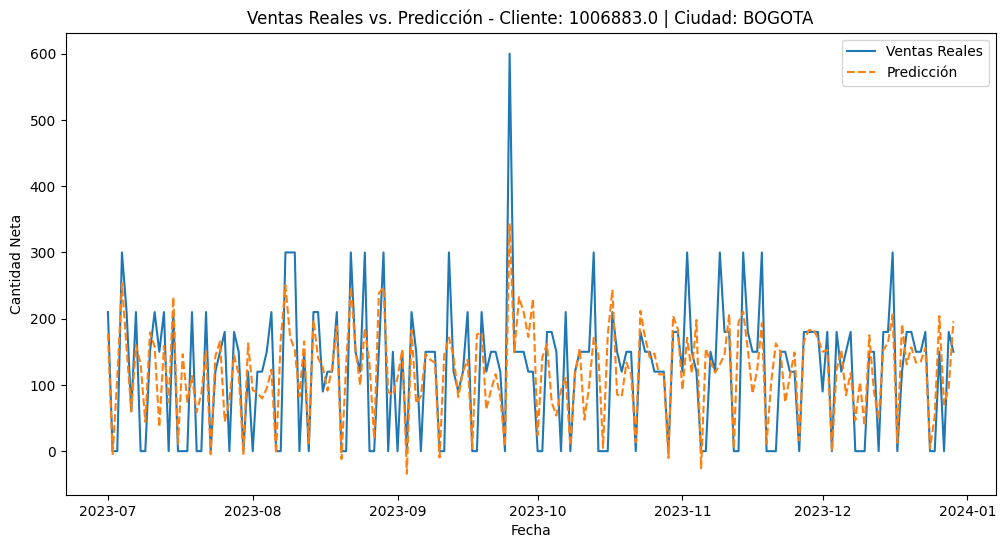 Ventas Reales vs. Predicción - Cliente: 1006883.0 | Ciudad: BOGOTA
Ventas Reales
Predicción
Cantidad Neta
600
500
400
300
200
100
0
2023-07
2023-08
2023-09
2023-10
2023-11
2023-12
2024-01
Fecha